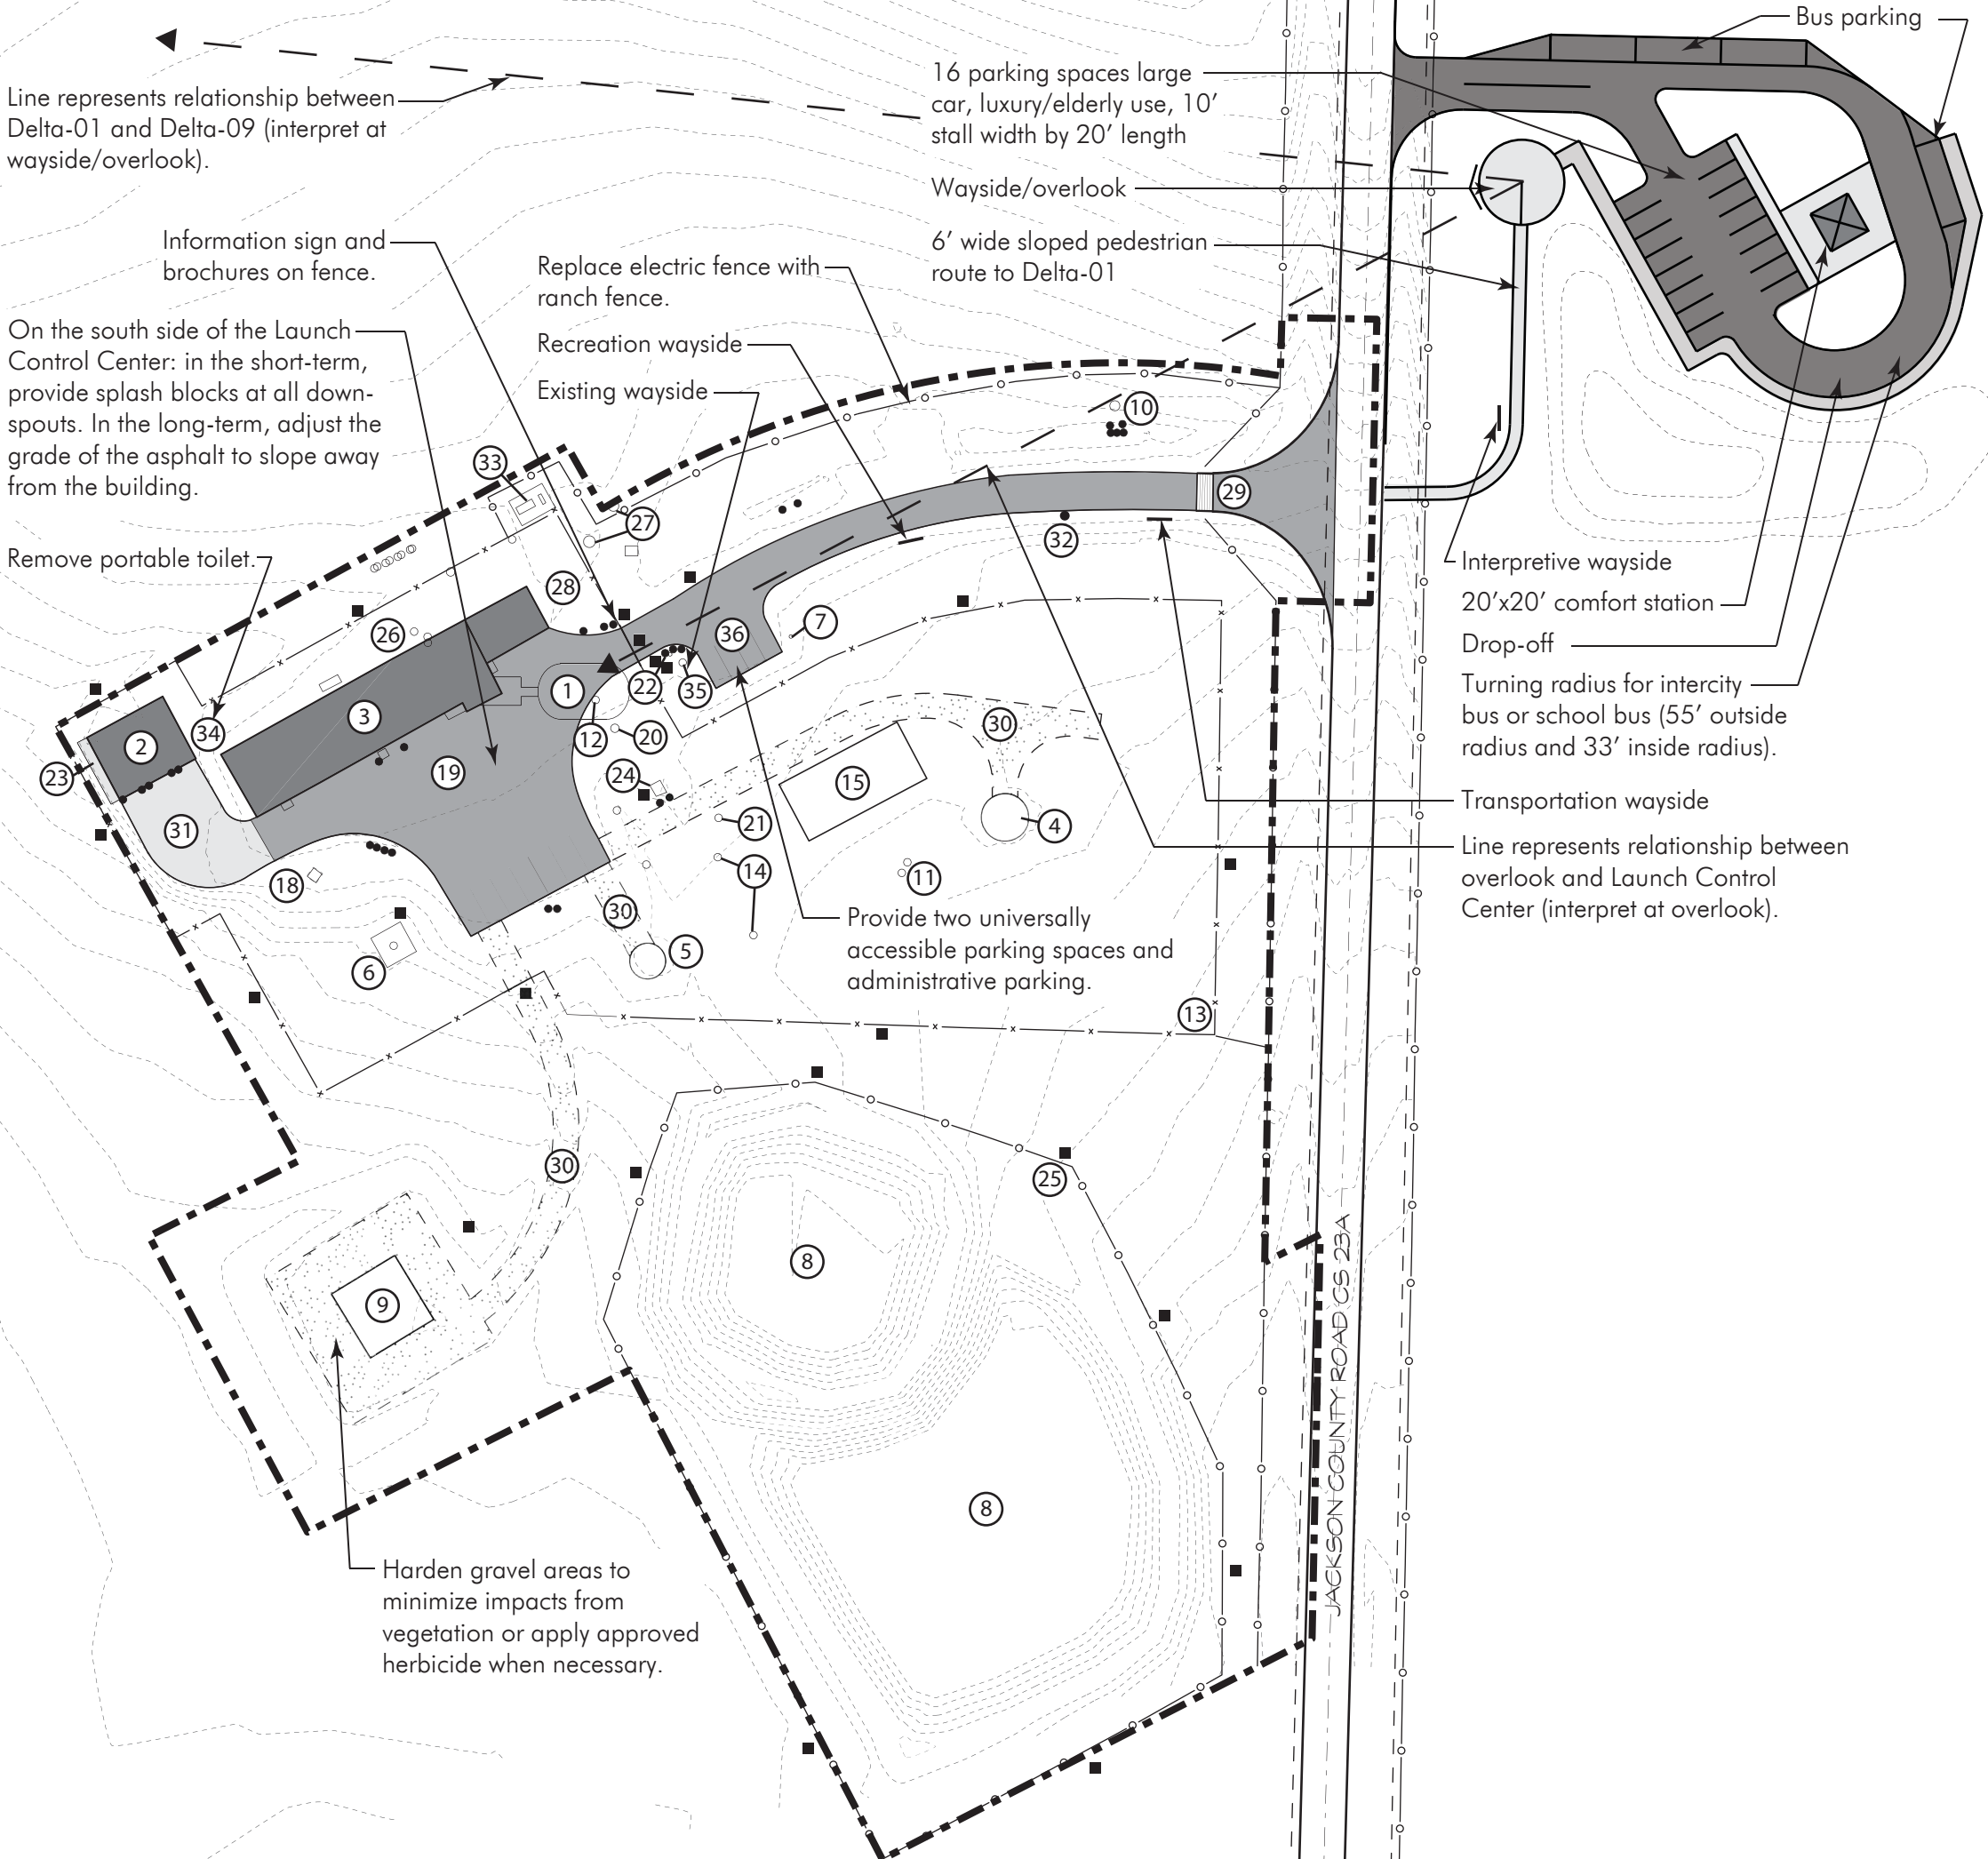 Bus parking
16 parking spaces large
car, luxury/elderly use, 10’
stall width by 20’ length
Line represents relationship between
Delta-01 and Delta-09 (interpret at
wayside/overlook).
Wayside/overlook
6’ wide sloped pedestrian
route to Delta-01
Information sign and
brochures on fence.
Replace electric fence with
ranch fence.
Recreation wayside
Existing wayside
On the south side of the Launch
Control Center: in the short-term,
provide splash blocks at all down-
spouts. In the long-term, adjust the
grade of the asphalt to slope away
from the building.
Remove portable toilet.
10
33
29
27
32
28
7
26
36
1
22
35
3
34
2
12
20
30
23
19
24
15
31
21
4
14
11
18
30
5
6
13
Interpretive wayside
20’x20’ comfort station
Drop-off
Turning radius for intercity
bus or school bus (55’ outside
radius and 33’ inside radius).
Transportation wayside
Line represents relationship between
overlook and Launch Control
Center (interpret at overlook).
Provide two universally
accessible parking spaces and
administrative parking.
30
25
8
9
8
JACKSON COUNTY ROAD CS 23A
Harden gravel areas to
minimize impacts from
vegetation or apply approved
herbicide when necessary.